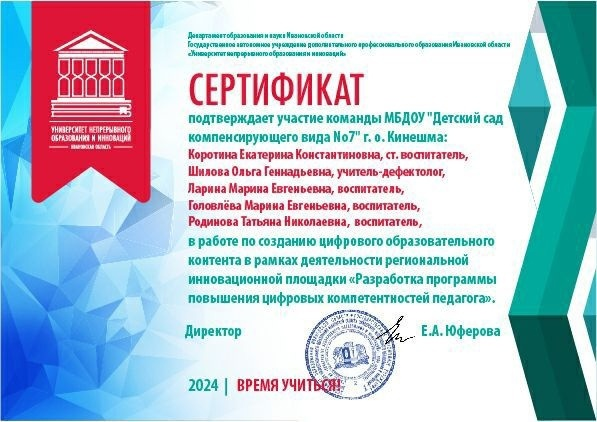 Департамент образования и науки Ивановской области
Государственное автономное учреждение дополнительного профессионального образования Ивановской области
«Университет непрерывного образования и инноваций»
УНИВЕРСИТЕТ НЕПРЕРЫВНОГО
ОБРАЗОВАНИЯ И ИННОВАЦИЙ
ИВАНОВСКАЯ ОБЛАСТЬ
СЕРТИФИКАТ
подтверждает участие команды МБДОУ "Детский сад
компенсирующего вида No7" г. о. Кинешма:
Коротина Екатерина Константиновна, ст. воспитатель,
Шилова Ольга Геннадьевна, учитель-дефектолог,
Ларина Марина Евгеньевна, воспитатель,
Головлёва Марина Евгеньевна, воспитатель,
Родинова Татьяна Николаевна, воспитатель,
в работе по созданию цифрового образовательного
контента в рамках деятельности региональной
инновационной площадки «Разработка программы
повышения цифровых компетентностей педагога».
Директор Е.А. Юферова
2024 | ВРЕМЯ УЧИТЬСЯ!